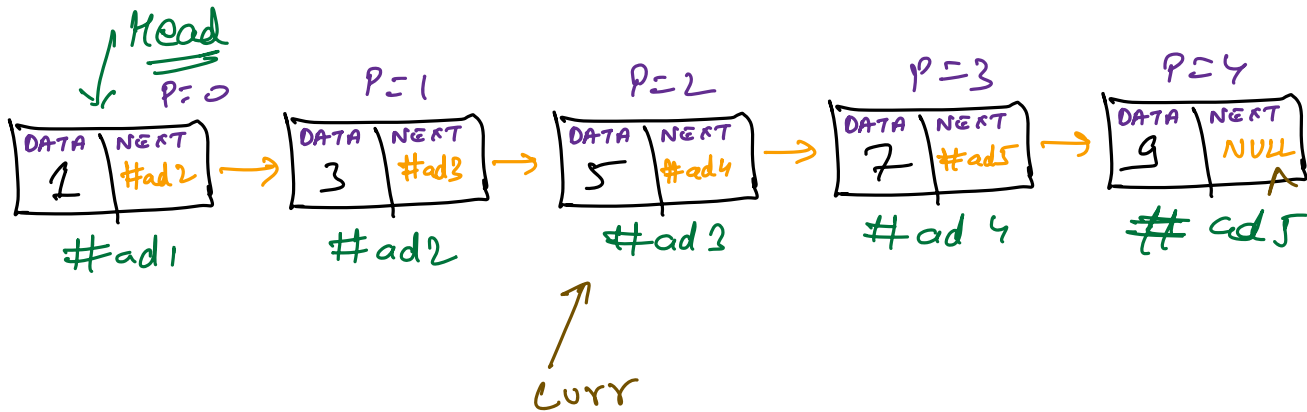 Head
P=0 P=1 P=2 P=3 P=4
DATA NEXT DATA NEXT DATA NEXT DATA NEXT DATA NEXT
1 #ad2 3 #ad3 5 #ad4 7 #ad5 9 NULL
#ad1 #ad2 #ad3 #ad4 #ad5
Curr